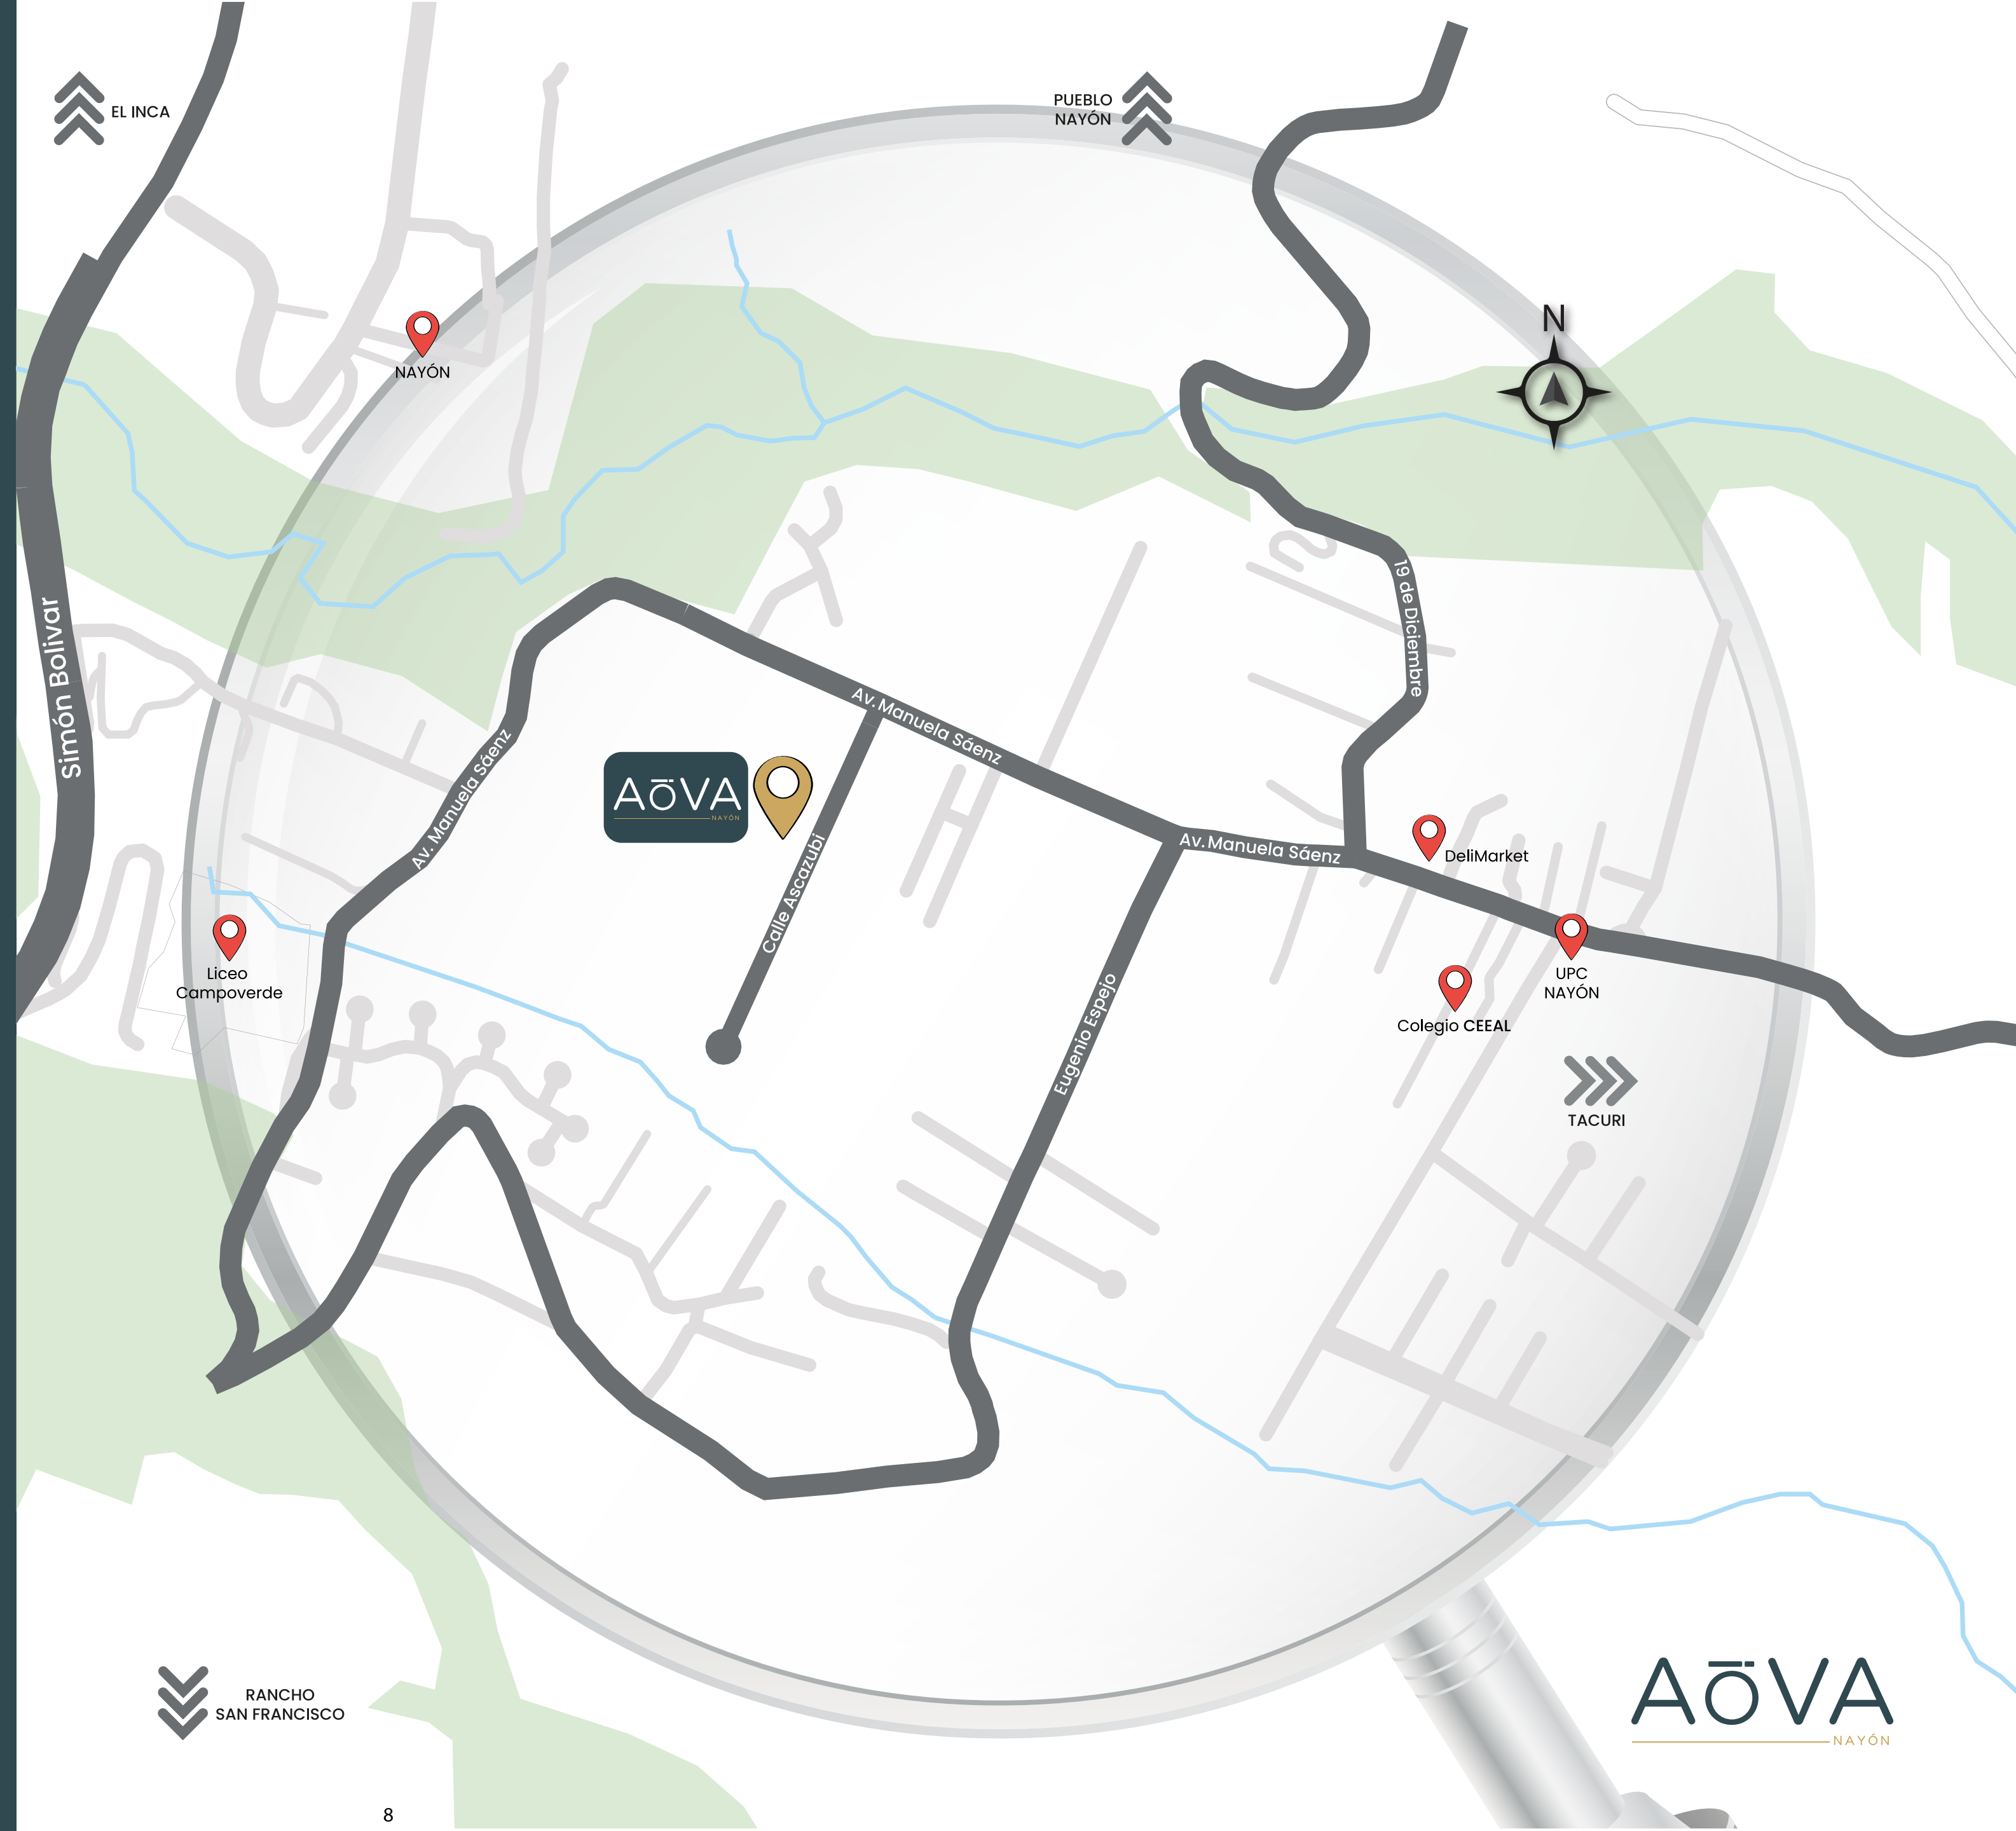 EL INCA
PUEBLO
NAYÓN
N
NAYÓN
19 de Diciembre
Simón Bolivar
Av. Manuela Sáenz
Av. Manuela Sáenz
AōVA
NAYÓN
Calle Ascazubi
Av. Manuela Sáenz
DeliMarket
Liceo
Campoverde
UPC
NAYÓN
Colegio CEEAL
Eugenio Espejo
TACURI
RANCHO
SAN FRANCISCO
AōVA
NAYÓN
8